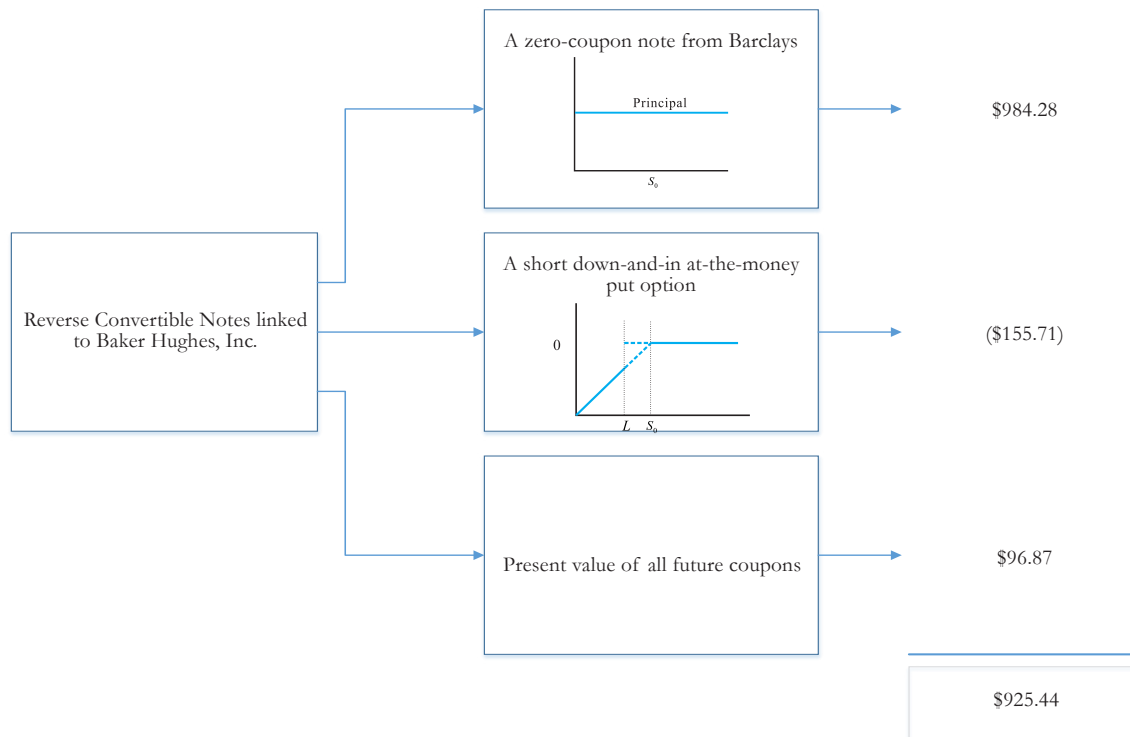 A zero-coupon note from Barclays
Principal
S₀
$984.28
Reverse Convertible Notes linked
to Baker Hughes, Inc.
A short down-and-in at-the-money
put option
0
L S₀
($155.71)
Present value of all future coupons
$96.87
$925.44